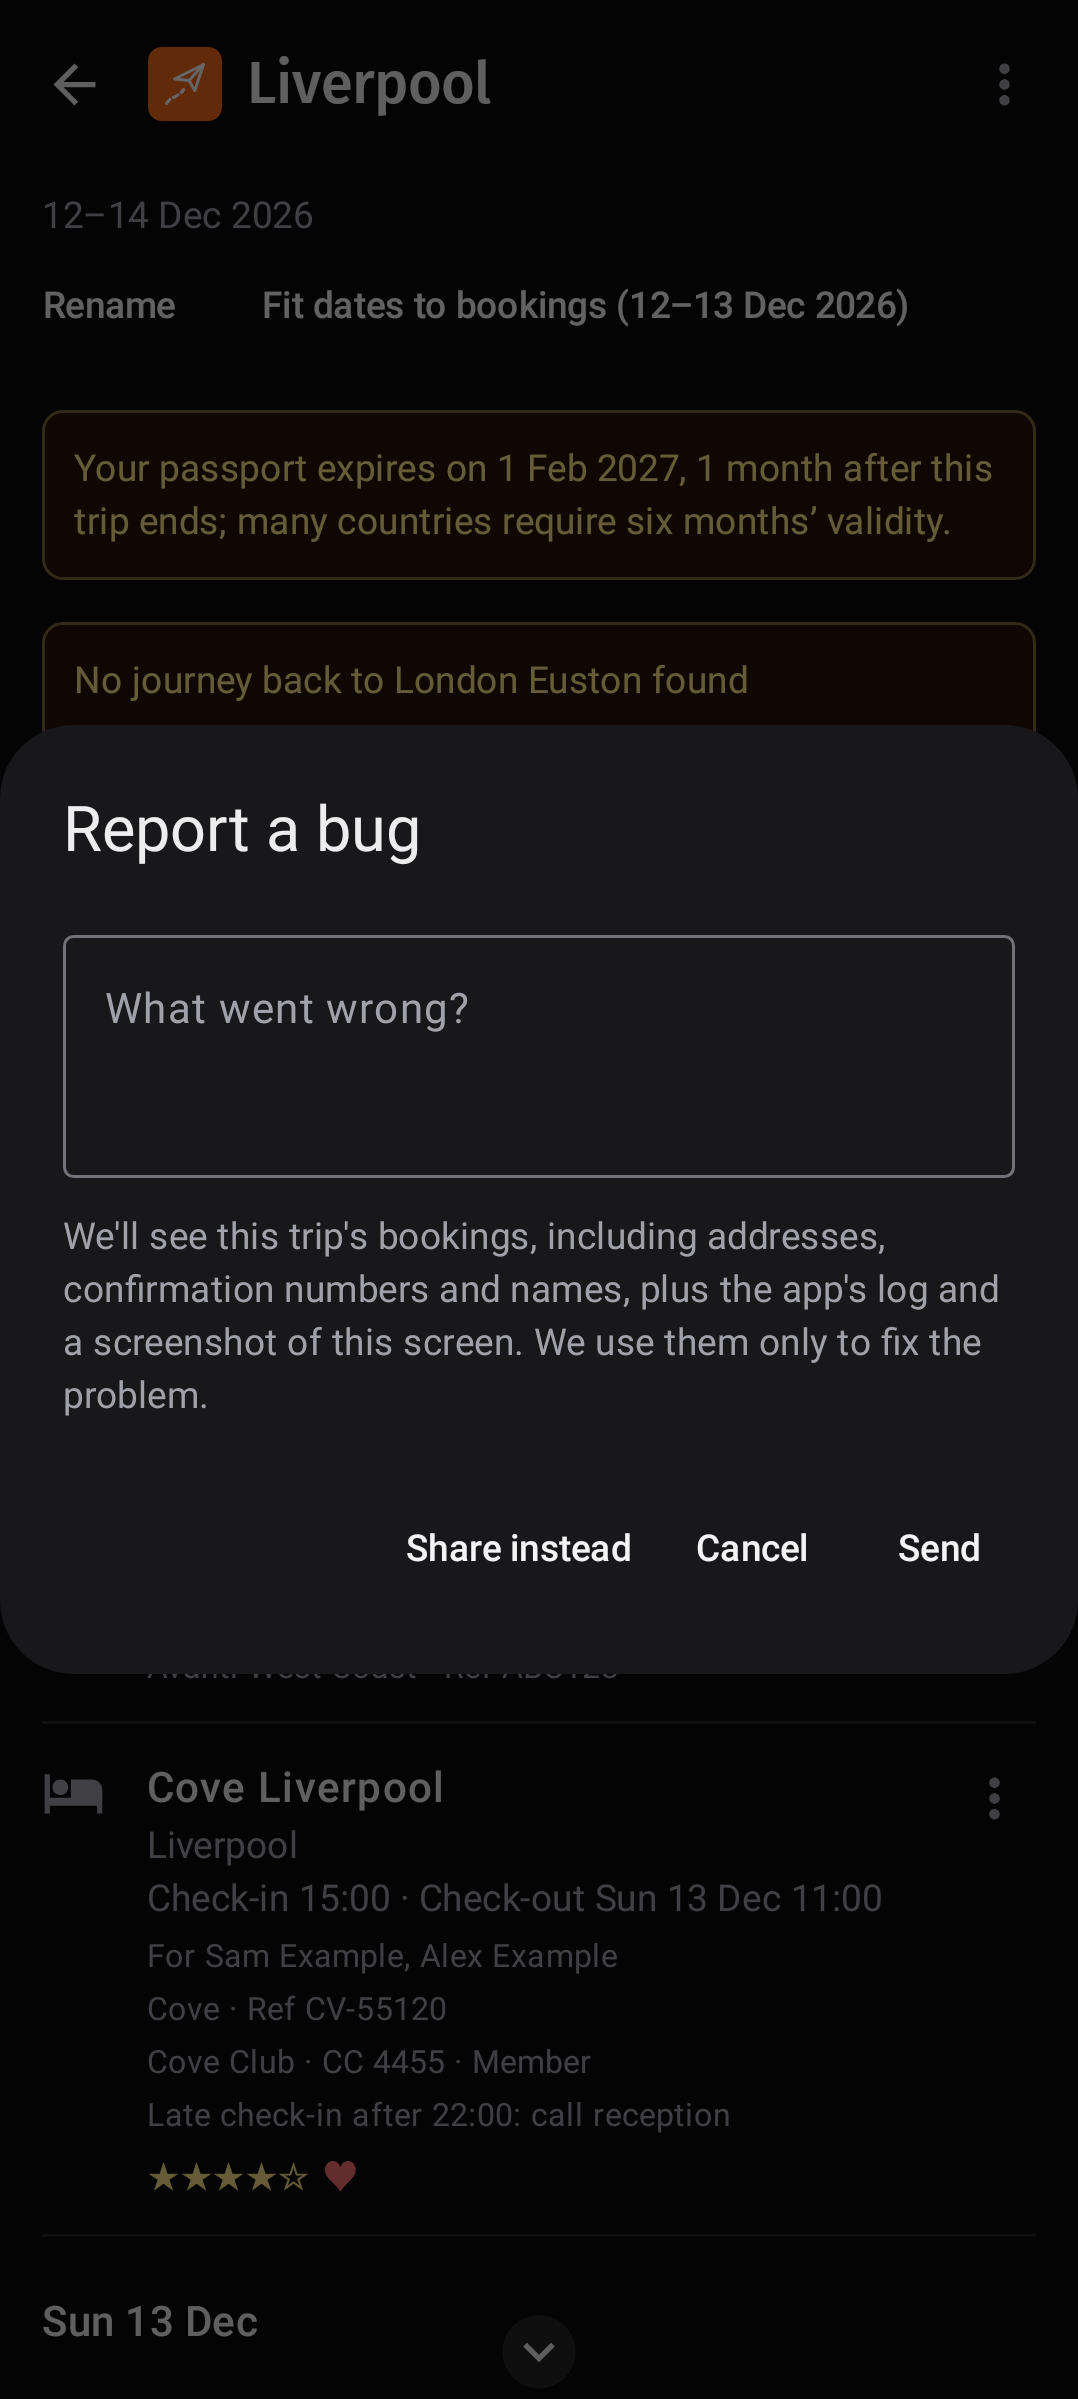 Liverpool
12–14 Dec 2026
Rename
Fit dates to bookings (12–13 Dec 2026)
Your passport expires on 1 Feb 2027, 1 month after this
trip ends; many countries require six months’ validity.
No journey back to London Euston found
Report a bug
What went wrong?
We'll see this trip's bookings, including addresses,
confirmation numbers and names, plus the app's log and
a screenshot of this screen. We use them only to fix the
problem.
Share instead
Cancel
Send
Cove Liverpool
Liverpool
Check-in 15:00 · Check-out Sun 13 Dec 11:00
For Sam Example, Alex Example
Cove · Ref CV-55120
Cove Club · CC 4455 · Member
Late check-in after 22:00: call reception
★★★★☆ ♥
Sun 13 Dec